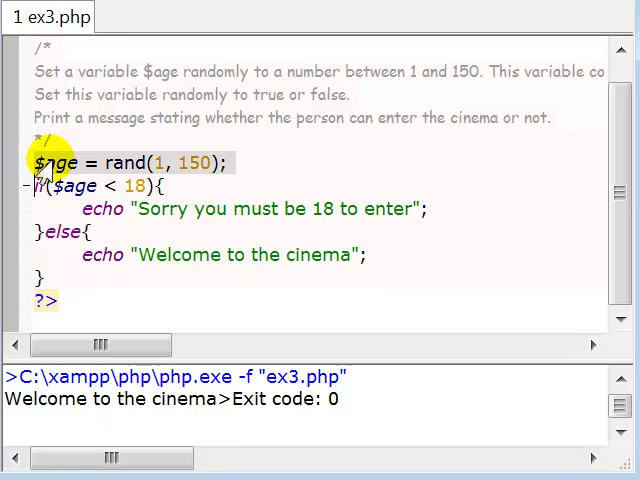 1 ex3.php
/*
Set a variable $age randomly to a number between 1 and 150. This variable co
Set this variable randomly to true or false.
Print a message stating whether the person can enter the cinema or not.
*/
$age = rand(1, 150);
if($age < 18){
echo "Sorry you must be 18 to enter";
}else{
echo "Welcome to the cinema";
}
?>
>C:\xampp\php\php.exe -f "ex3.php"
Welcome to the cinema>Exit code: 0